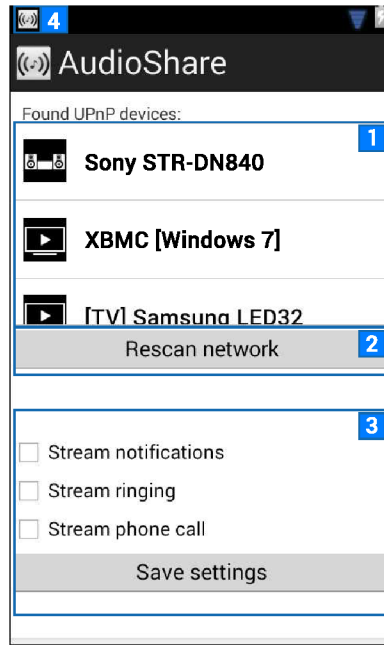 4
AudioShare
Found UPnP devices:
1
Sony STR-DN840
XBMC [Windows 7]
[TV] Samsung LED32
Rescan network
2
3
Stream notifications
Stream ringing
Stream phone call
Save settings